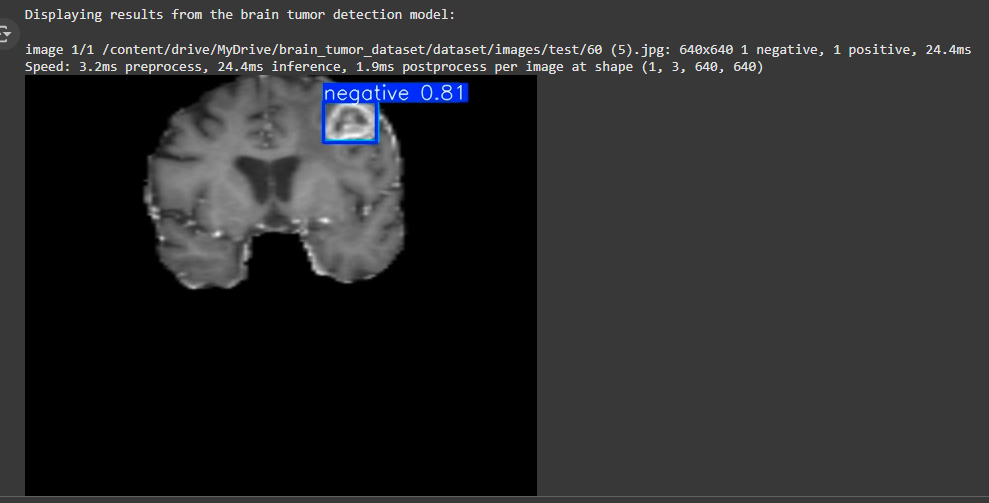 Displaying results from the brain tumor detection model:
image 1/1 /content/drive/MyDrive/brain_tumor_dataset/dataset/images/test/60 (5).jpg: 640x640 1 negative, 1 positive, 24.4ms
Speed: 3.2ms preprocess, 24.4ms inference, 1.9ms postprocess per image at shape (1, 3, 640, 640)
negative 0.81